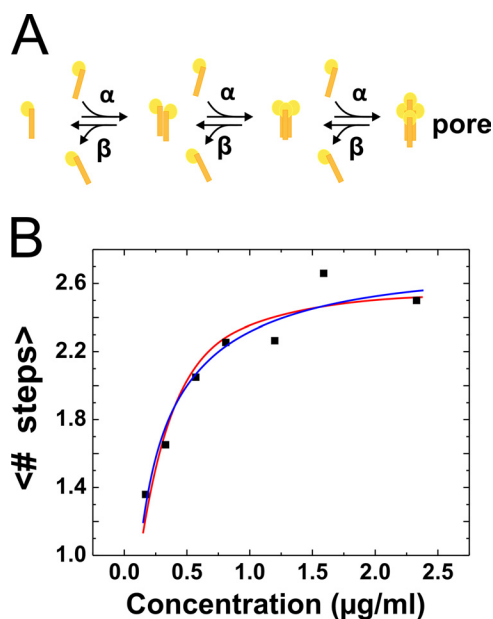 A
α
α
α
β
β
β
pore
B
<# steps>
2.6
2.2
1.8
1.4
1.0
0.0 0.5 1.0 1.5 2.0 2.5
Concentration (µg/ml)